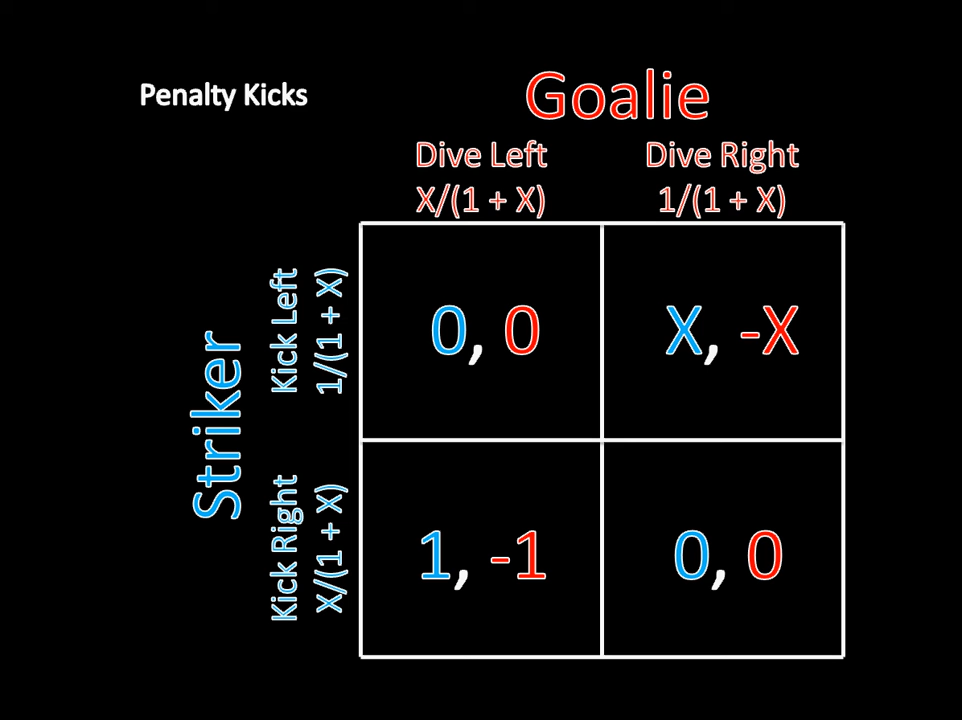 Penalty Kicks
Goalie
Dive Left
X/(1 + X)
Dive Right
1/(1 + X)
Striker
Kick Left
1/(1 + X)
0, 0
X, -X
Kick Right
X/(1 + X)
1, -1
0, 0